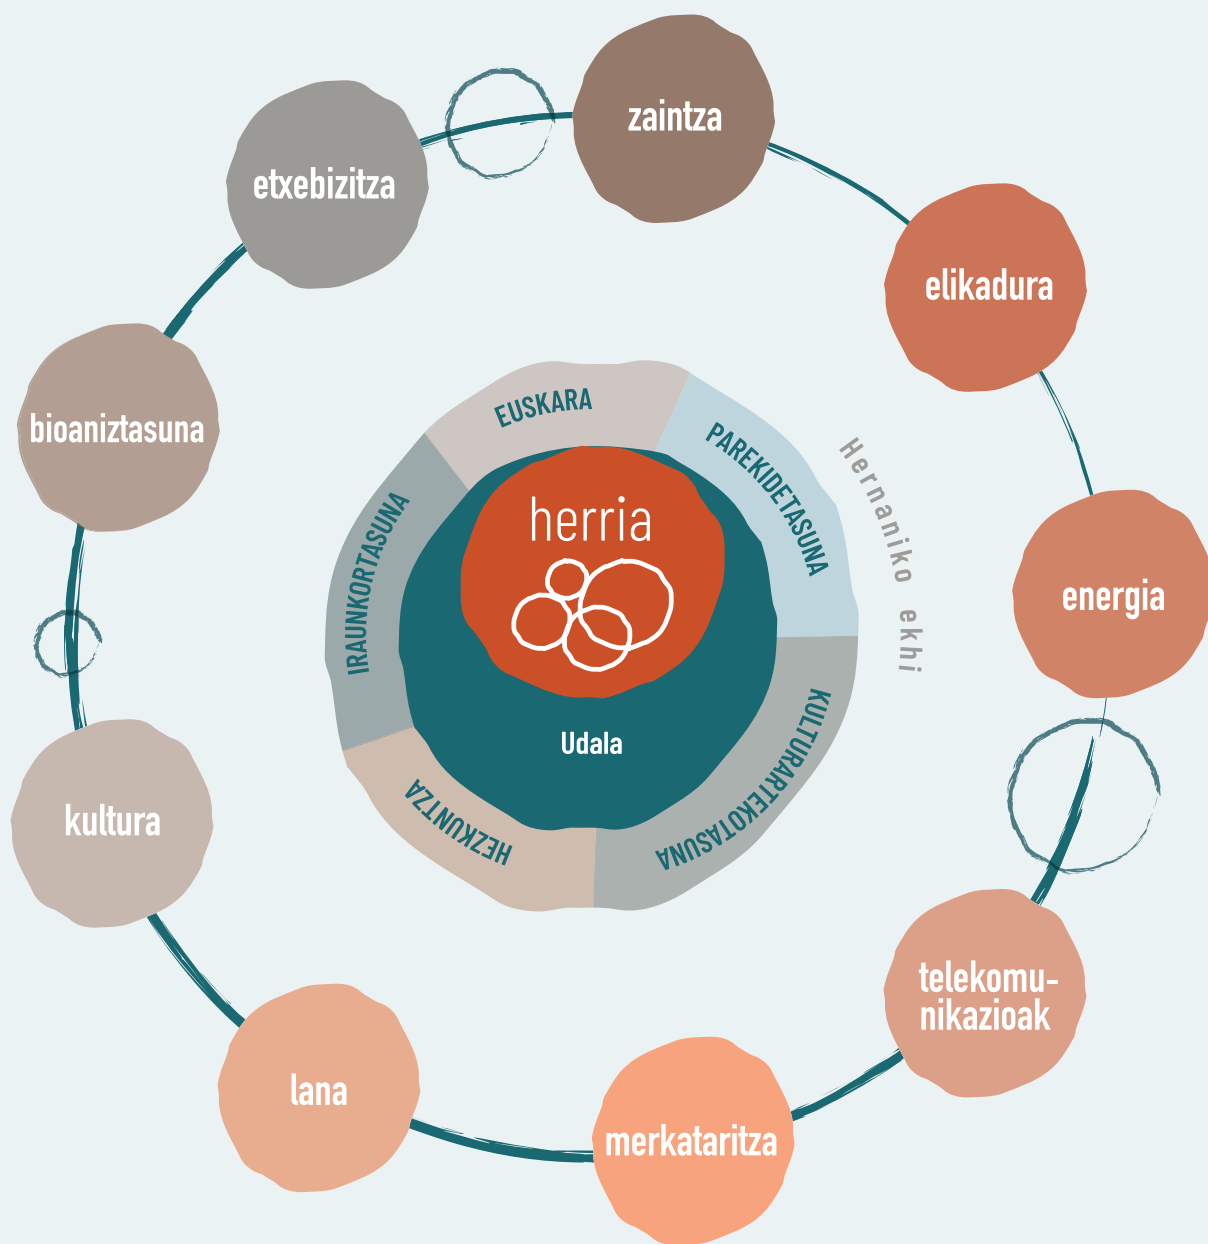 zaintza
etxebizitza
elikadura
bioaniztasuna
EUSKARA
PAREKIDETASUNA
Hernaniko ekhi
IRAUNKORTASUNA
herria
energia
Udala
KULTURARTEKOTASUNA
HEZKUNTZA
kultura
telekomu-
nikazioak
lana
merkataritza